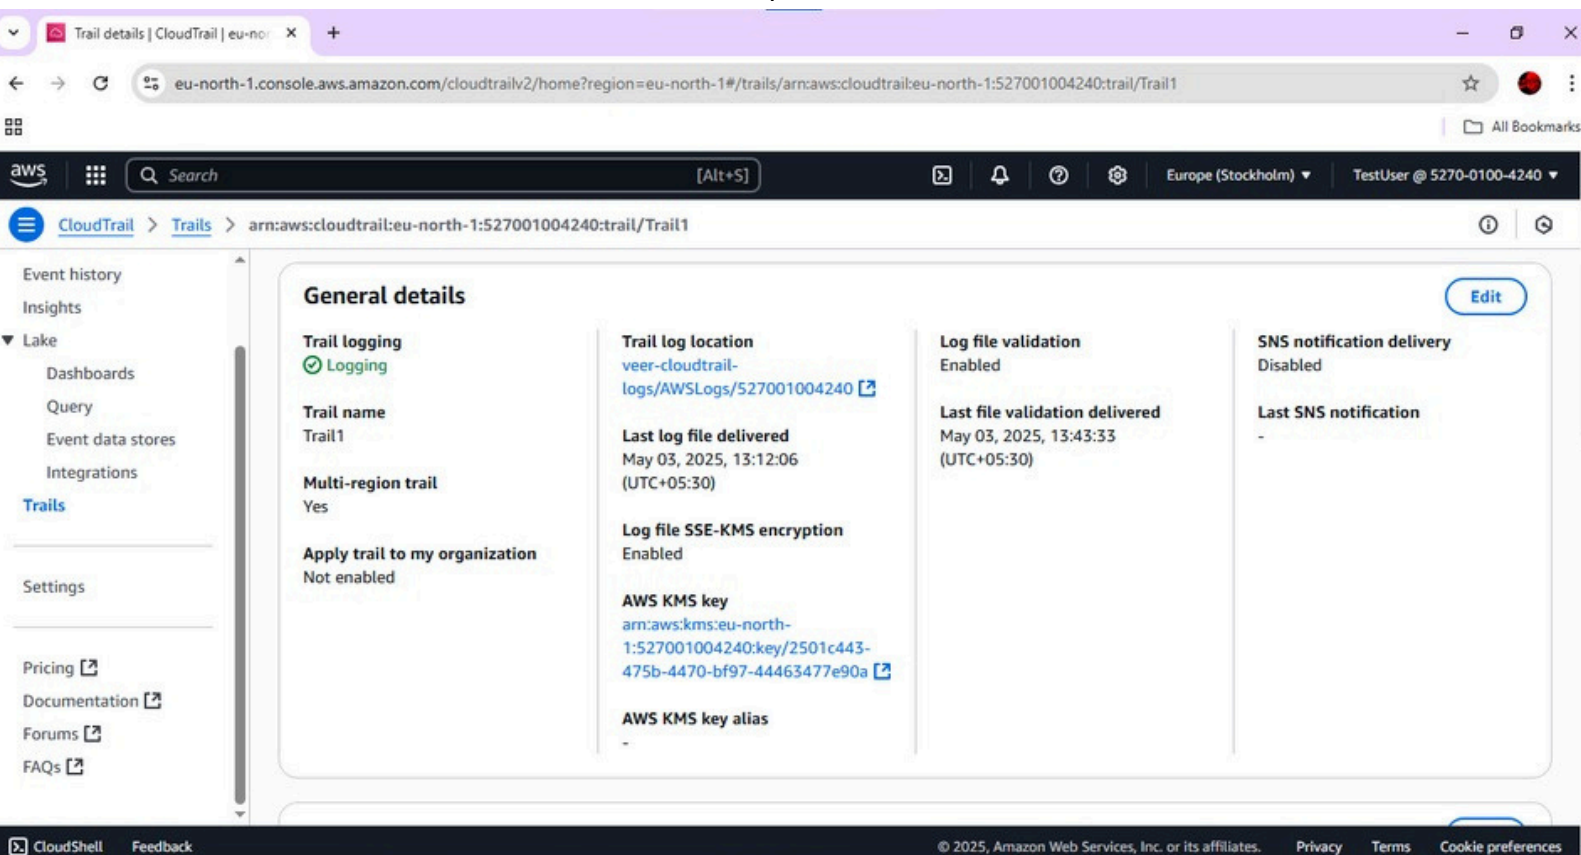 Trail details | CloudTrail | eu-nor
eu-north-1.console.aws.amazon.com/cloudtrailv2/home?region=eu-north-1#/trails/arn:aws:cloudtrail:eu-north-1:527001004240:trail/Trail1
All Bookmarks
aws
Search
[Alt+S]
Europe (Stockholm)
TestUser @ 5270-0100-4240
CloudTrail > Trails > arn:aws:cloudtrail:eu-north-1:527001004240:trail/Trail1
Event history
Insights
Lake
Dashboards
Query
Event data stores
Integrations
Trails
Settings
Pricing
Documentation
Forums
FAQs
General details
Edit
Trail logging
Logging
Trail name
Trail1
Multi-region trail
Yes
Apply trail to my organization
Not enabled
Trail log location
veer-cloudtrail-
logs/AWSLogs/527001004240
Last log file delivered
May 03, 2025, 13:12:06
(UTC+05:30)
Log file SSE-KMS encryption
Enabled
AWS KMS key
arn:aws:kms:eu-north-
1:527001004240:key/2501c443-
475b-4470-bf97-44463477e90a
AWS KMS key alias
-
Log file validation
Enabled
Last file validation delivered
May 03, 2025, 13:43:33
(UTC+05:30)
SNS notification delivery
Disabled
Last SNS notification
-
CloudShell
Feedback
© 2025, Amazon Web Services, Inc. or its affiliates.
Privacy
Terms
Cookie preferences